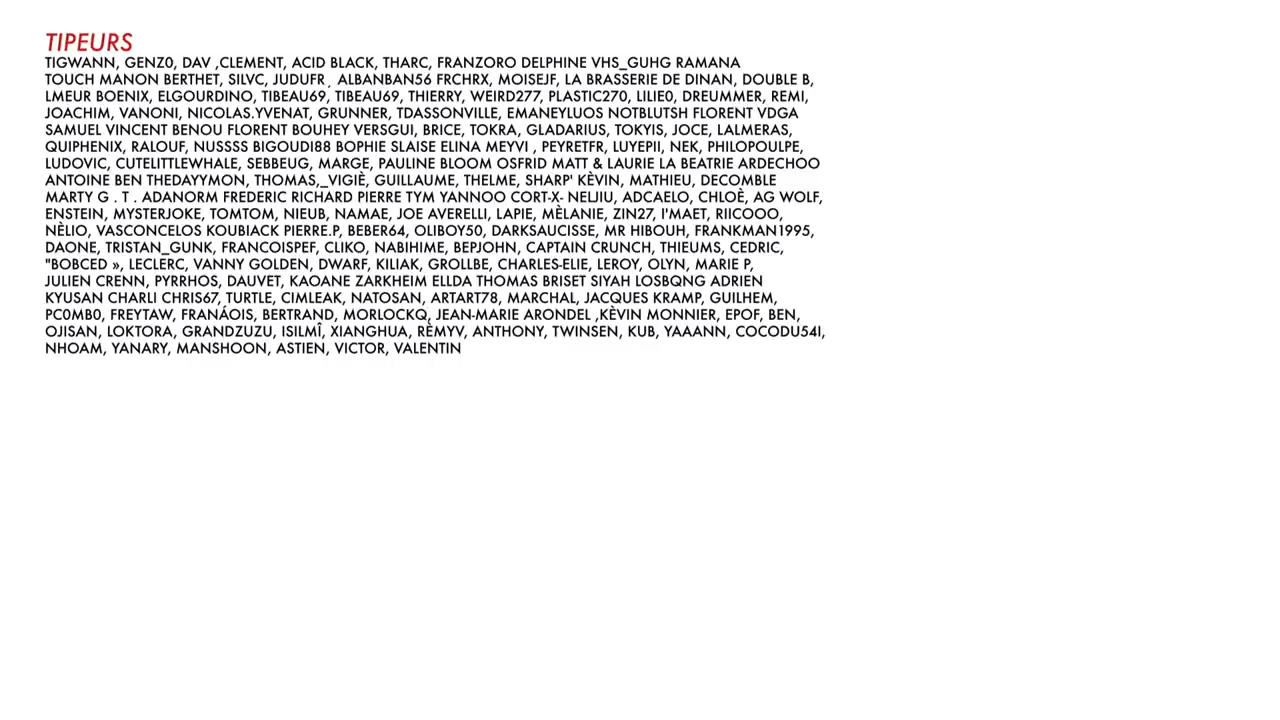 TIPEURS
TIGWANN, GENZ0, DAV ,CLEMENT, ACID BLACK, THARC, FRANZORO DELPHINE VHS_GUHG RAMANA
TOUCH MANON BERTHET, SILVC, JUDUFR¸ ALBANBAN56 FRCHRX, MOISEJF, LA BRASSERIE DE DINAN, DOUBLE B,
LMEUR BOENIX, ELGOURDINO, TIBEAU69, TIBEAU69, THIERRY, WEIRD277, PLASTIC270, LILIE0, DREUMMER, REMI,
JOACHIM, VANONI, NICOLAS.YVENAT, GRUNNER, TDASSONVILLE, EMANEYLUOS NOTBLUTSH FLORENT VDGA
SAMUEL VINCENT BENOU FLORENT BOUHEY VERSGUI, BRICE, TOKRA, GLADARIUS, TOKYIS, JOCE, LALMERAS,
QUIPHENIX, RALOUF, NUSSSS BIGOUDI88 BOPHIE SLAISE ELINA MEYVI , PEYRETFR, LUYEPII, NEK, PHILOPOULPE,
LUDOVIC, CUTELITTLEWHALE, SEBBEUG, MARGE, PAULINE BLOOM OSFRID MATT & LAURIE LA BEATRIE ARDECHOO
ANTOINE BEN THEDAYYMON, THOMAS,_VIGIÈ, GUILLAUME, THELME, SHARP' KÈVIN, MATHIEU, DECOMBLE
MARTY G . T . ADANORM FREDERIC RICHARD PIERRE TYM YANNOO CORT-X- NELJIU, ADCAELO, CHLOÈ, AG WOLF,
ENSTEIN, MYSTERJOKE, TOMTOM, NIEUB, NAMAE, JOE AVERELLI, LAPIE, MÈLANIE, ZIN27, I'MAET, RIICOOO,
NÈLIO, VASCONCELOS KOUBIACK PIERRE.P, BEBER64, OLIBOY50, DARKSAUCISSE, MR HIBOUH, FRANKMAN1995,
DAONE, TRISTAN_GUNK, FRANCOISPEF, CLIKO, NABIHIME, BEPJOHN, CAPTAIN CRUNCH, THIEUMS, CEDRIC,
"BOBCED », LECLERC, VANNY GOLDEN, DWARF, KILIAK, GROLLBE, CHARLES-ELIE, LEROY, OLYN, MARIE P,
JULIEN CRENN, PYRRHOS, DAUVET, KAOANE ZARKHEIM ELLDA THOMAS BRISET SIYAH LOSBQNG ADRIEN
KYUSAN CHARLI CHRIS67, TURTLE, CIMLEAK, NATOSAN, ARTART78, MARCHAL, JACQUES KRAMP, GUILHEM,
PC0MB0, FREYTAW, FRANÁOIS, BERTRAND, MORLOCKQ, JEAN-MARIE ARONDEL ,KÈVIN MONNIER, EPOF, BEN,
OJISAN, LOKTORA, GRANDZUZU, ISILMÎ, XIANGHUA, RÈMYV, ANTHONY, TWINSEN, KUB, YAAANN, COCODU54I,
NHOAM, YANARY, MANSHOON, ASTIEN, VICTOR, VALENTIN